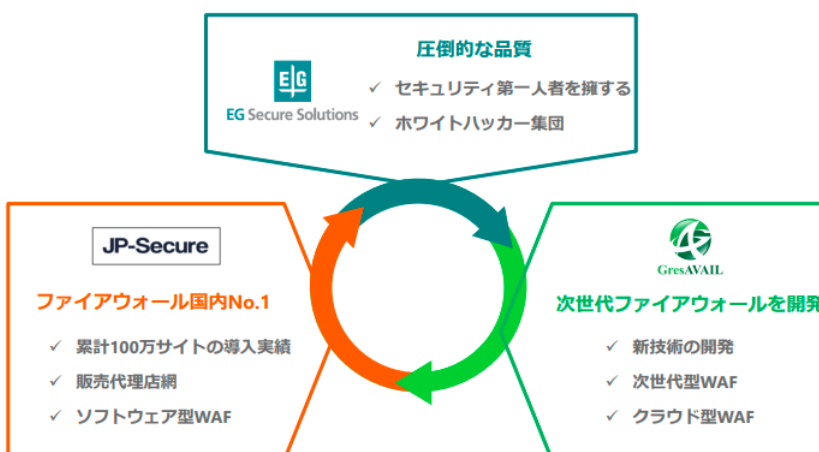 圧倒的な品質
E G
EG Secure Solutions
✓ セキュリティ第一人者を擁する
✓ ホワイトハッカー集団
JP-Secure
ファイアウォール国内No.1
✓ 累計100万サイトの導入実績
✓ 販売代理店網
✓ ソフトウェア型WAF
GresAVAIL
次世代ファイアウォールを開発
✓ 新技術の開発
✓ 次世代型WAF
✓ クラウド型WAF